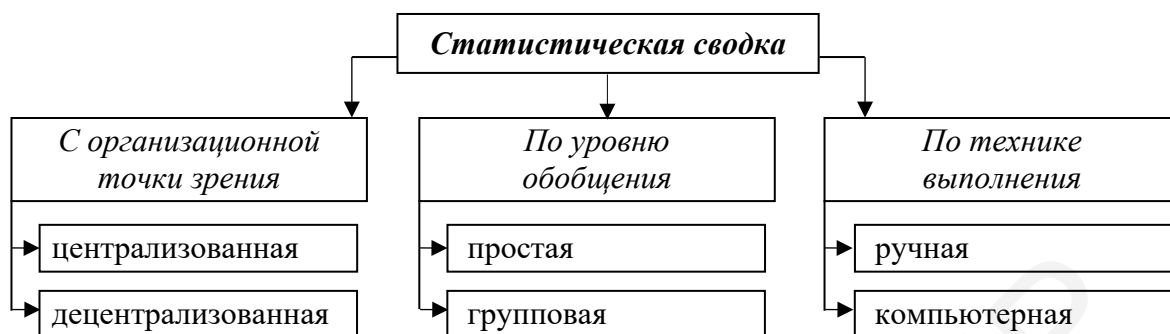 Статистическая сводка
С организационной
точки зрения
централизованная
децентрализованная
По уровню
обобщения
простая
групповая
По технике
выполнения
ручная
компьютерная